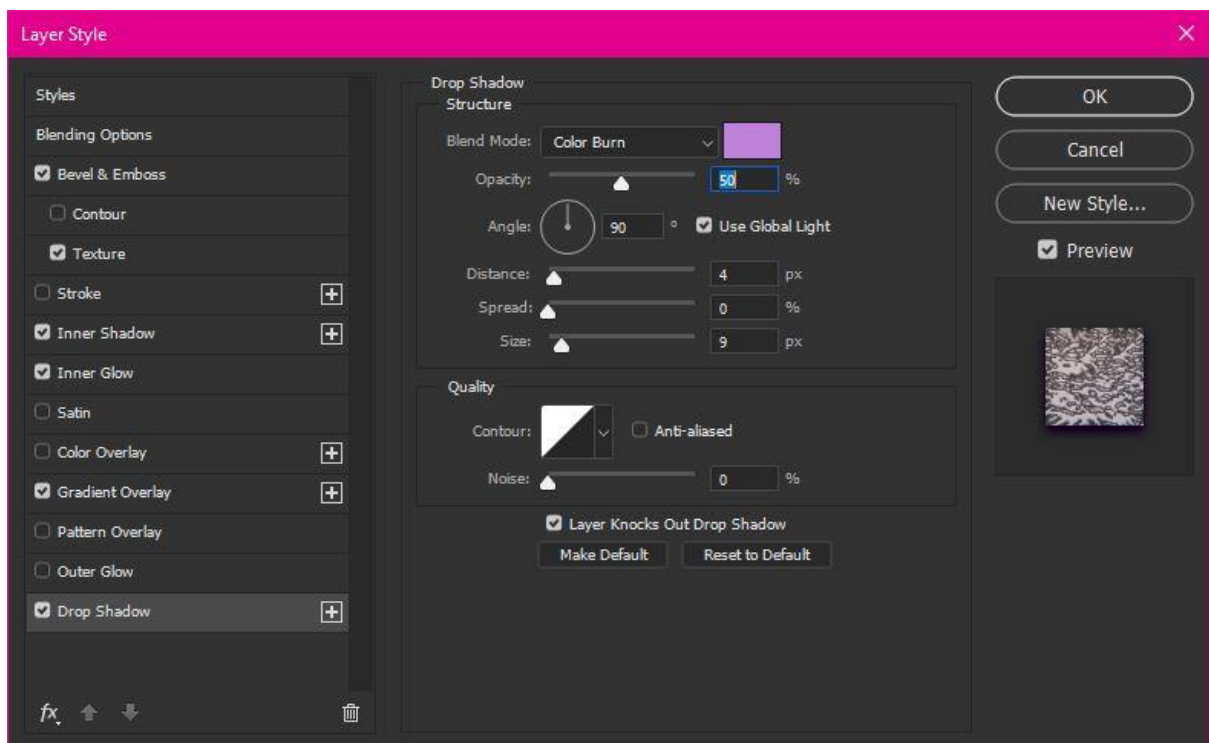 Layer Style
Styles
Blending Options
Bevel & Emboss
Contour
Texture
Stroke
Inner Shadow
Inner Glow
Satin
Color Overlay
Gradient Overlay
Pattern Overlay
Outer Glow
Drop Shadow
fx
Drop Shadow
Structure
Blend Mode: Color Burn
Opacity: 50 %
Angle: 90 ° Use Global Light
Distance: 4 px
Spread: 0 %
Size: 9 px
Quality
Contour: Anti-aliased
Noise: 0 %
Layer Knocks Out Drop Shadow
Make Default Reset to Default
OK
Cancel
New Style...
Preview